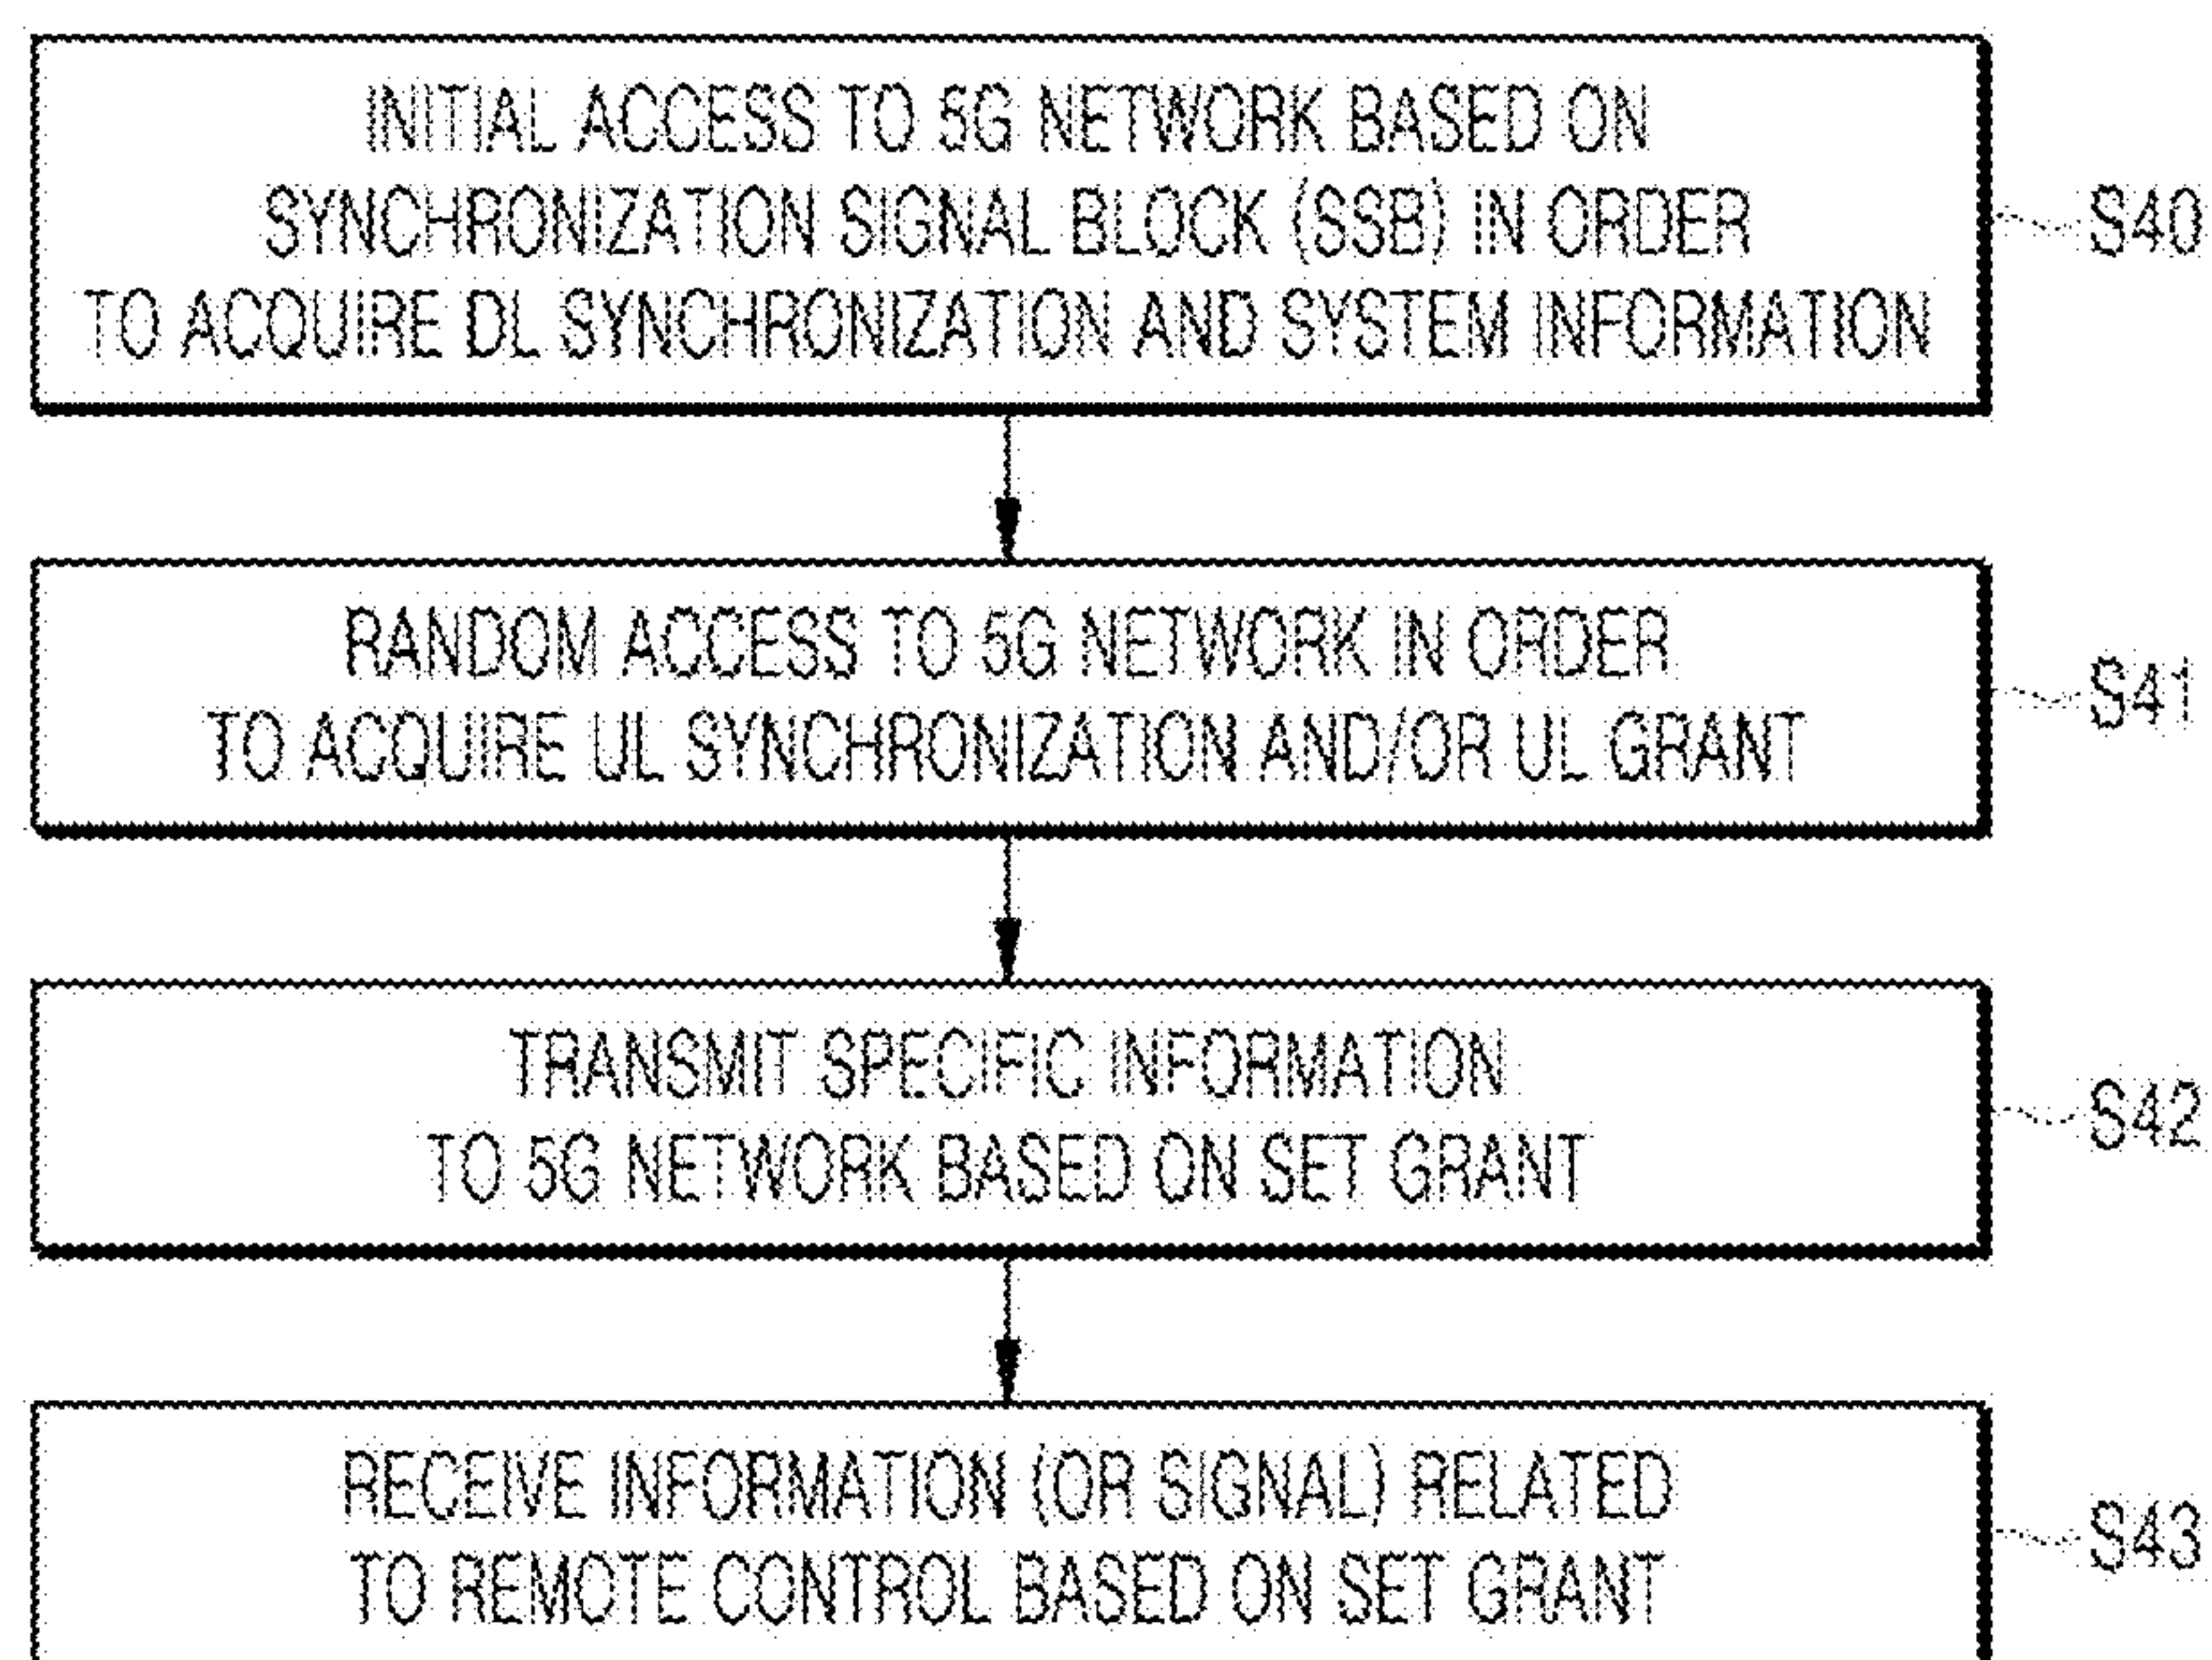 INITIAL ACCESS TO 5G NETWORK BASED ON
SYNCHRONIZATION SIGNAL BLOCK (SSB) IN ORDER
TO ACQUIRE DL SYNCHRONIZATION AND SYSTEM INFORMATION
S40
RANDOM ACCESS TO 5G NETWORK IN ORDER
TO ACQUIRE UL SYNCHRONIZATION AND/OR UL GRANT
S41
TRANSMIT SPECIFIC INFORMATION
TO 5G NETWORK BASED ON SET GRANT
S42
RECEIVE INFORMATION (OR SIGNAL) RELATED
TO REMOTE CONTROL BASED ON SET GRANT
S43